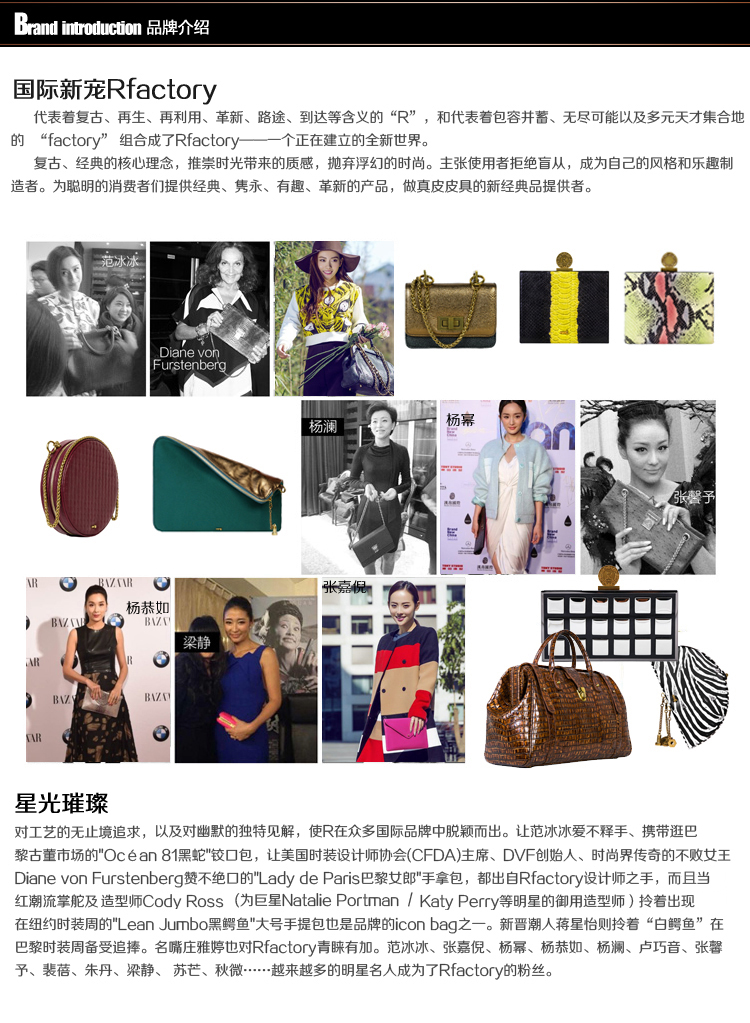 Brand introduction 品牌介绍
国际新宠Rfactory
代表着复古、再生、再利用、革新、路途、到达等含义的“R”，和代表着包容并蓄、无尽可能以及多元天才集合地
的 “factory” 组合成了Rfactory——一个正在建立的全新世界。
复古、经典的核心理念，推崇时光带来的质感，抛弃浮幻的时尚。主张使用者拒绝盲从，成为自己的风格和乐趣制
造者。为聪明的消费者们提供经典、隽永、有趣、革新的产品，做真皮皮具的新经典品提供者。
范冰冰
Diane von
Furstenberg
杨澜
杨幂
张馨予
杨恭如
BAZAAR
梁静
张嘉倪
星光璀璨
对工艺的无止境追求，以及对幽默的独特见解，使R在众多国际品牌中脱颖而出。让范冰冰爱不释手、携带逛巴
黎古董市场的"Océan 81黑蛇"铰口包，让美国时装设计师协会(CFDA)主席、DVF创始人、时尚界传奇的不败女王
Diane von Furstenberg赞不绝口的"Lady de Paris巴黎女郎"手拿包，都出自Rfactory设计师之手，而且当
红潮流掌舵及造型师Cody Ross（为巨星Natalie Portman / Katy Perry等明星的御用造型师）拎着出现
在纽约时装周的"Lean Jumbo黑鳄鱼"大号手提包也是品牌的icon bag之一。新晋潮人蒋星怡则拎着“白鳄鱼”在
巴黎时装周备受追捧。名嘴庄雅婷也对Rfactory青睐有加。范冰冰、张嘉倪、杨幂、杨恭如、杨澜、卢巧音、张馨
予、裴蓓、朱丹、梁静、 苏芒、秋微……越来越多的明星名人成为了Rfactory的粉丝。